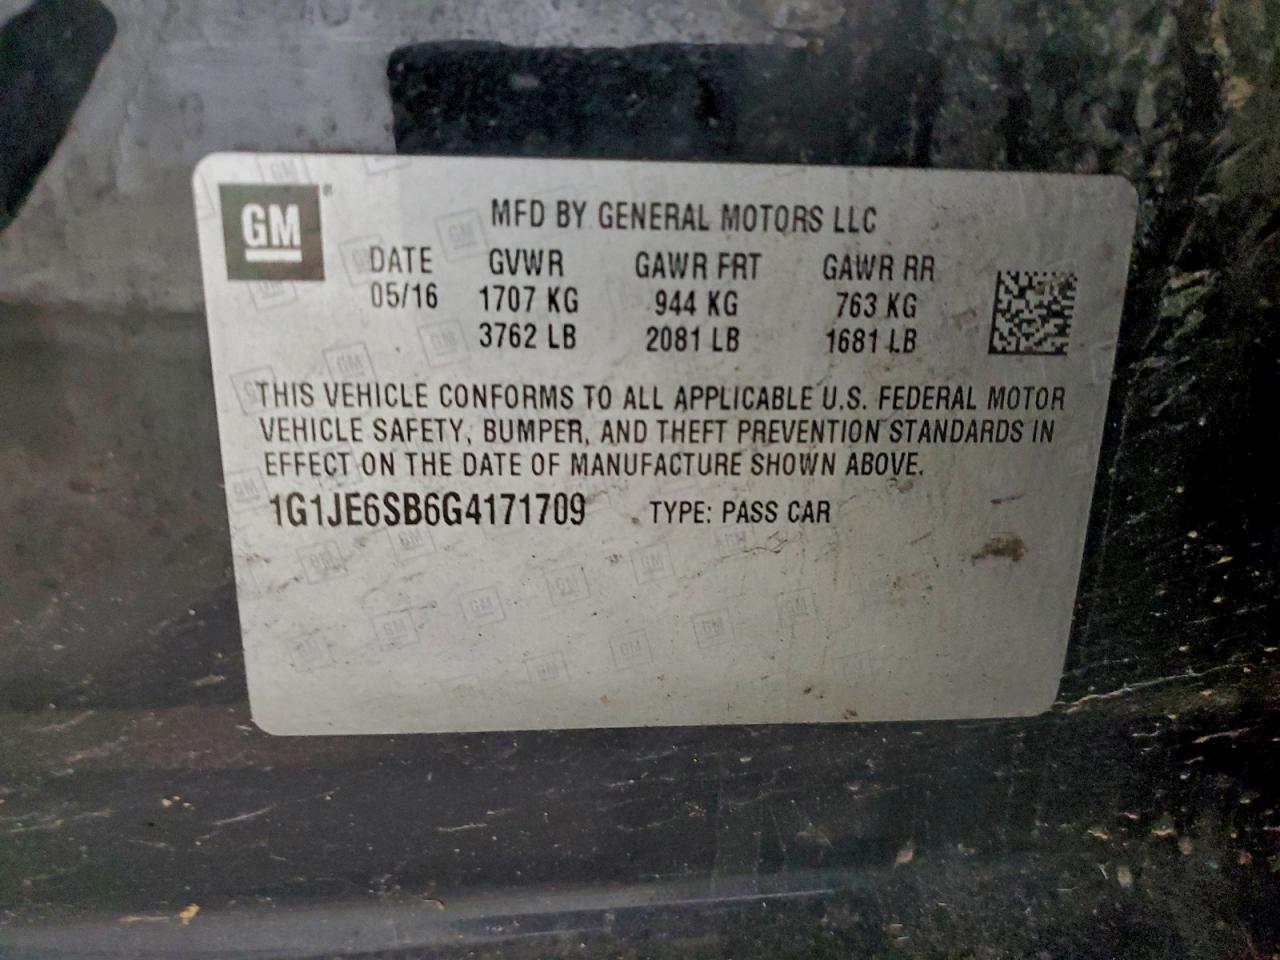 GM
MFD BY GENERAL MOTORS LLC
DATE GVWR GAWR FRT GAWR RR
05/16 1707 KG 944 KG 763 KG
3762 LB 2081 LB 1681 LB
THIS VEHICLE CONFORMS TO ALL APPLICABLE U.S. FEDERAL MOTOR
VEHICLE SAFETY, BUMPER, AND THEFT PREVENTION STANDARDS IN
EFFECT ON THE DATE OF MANUFACTURE SHOWN ABOVE.
1G1JE6SB6G4171709 TYPE: PASS CAR